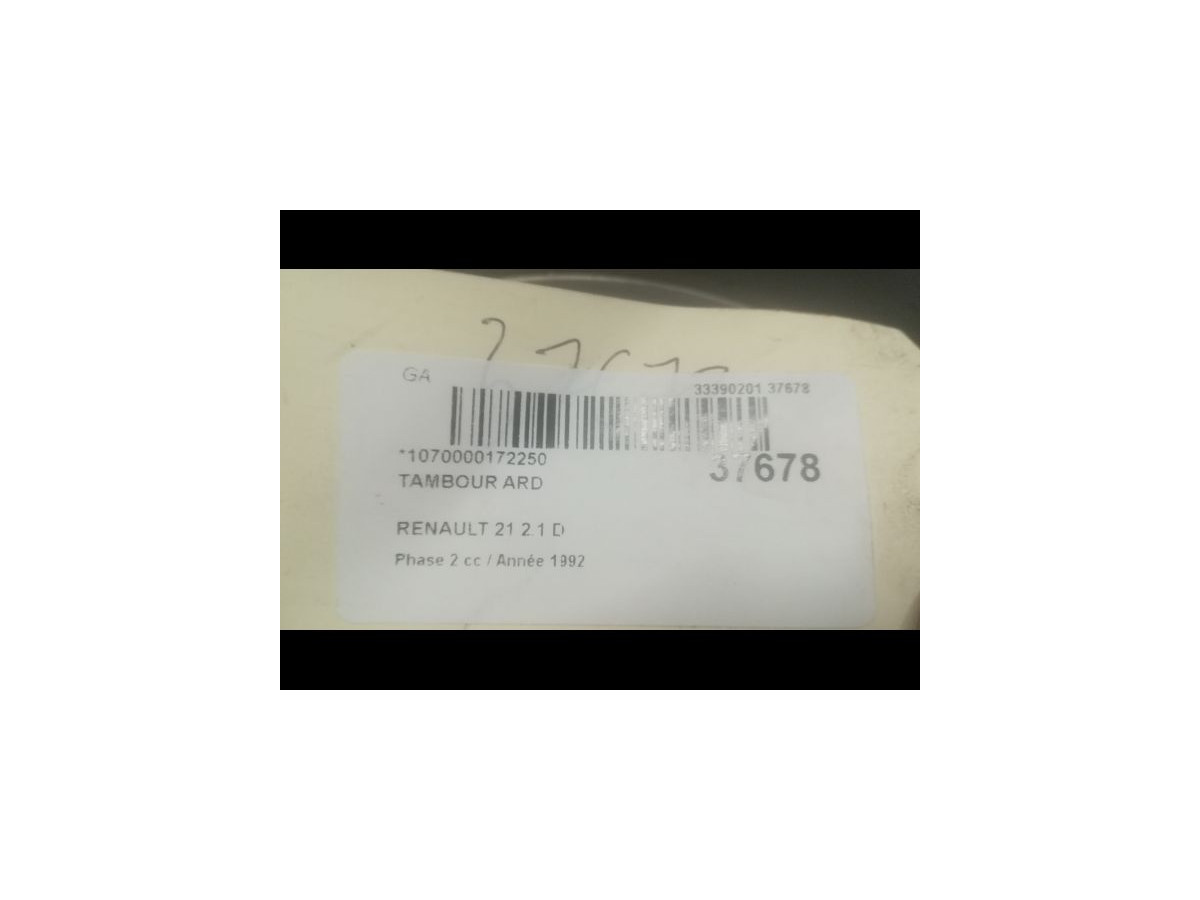 GA
33390201 37678
*1070000172250
37678
TAMBOUR ARD
RENAULT 21 2.1 D
Phase 2 cc / Année 1992